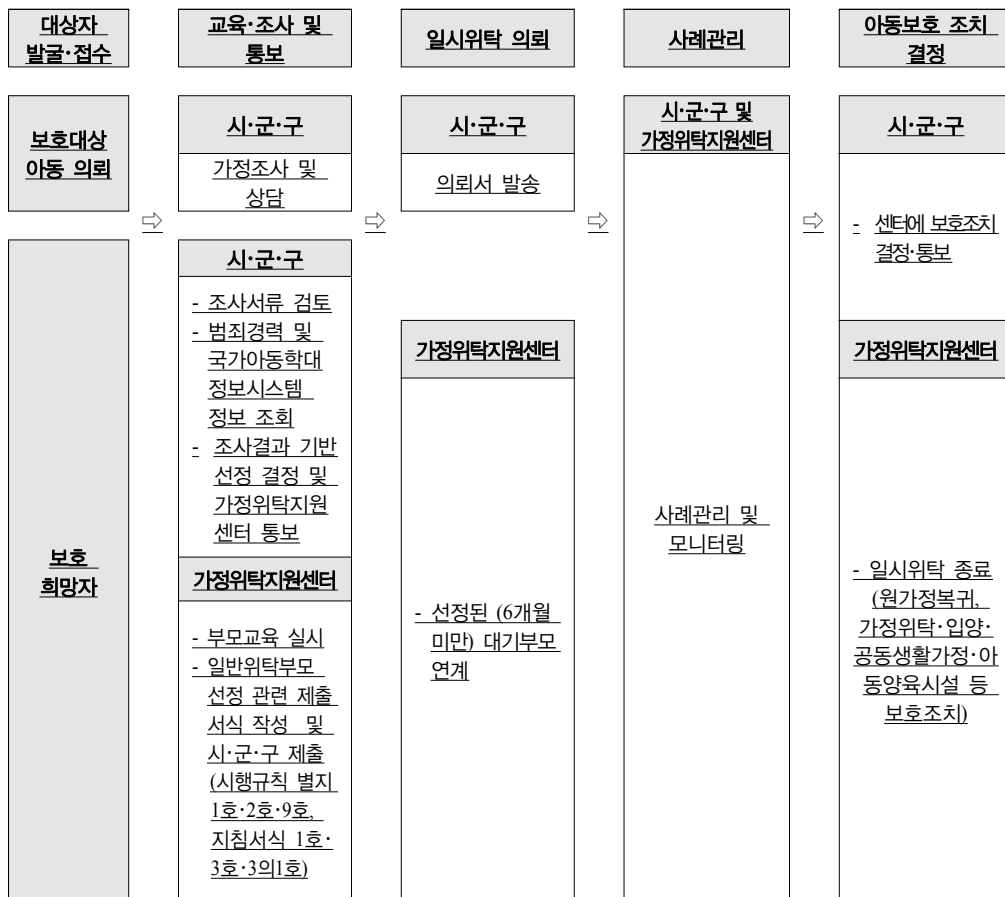 대상자
발굴·접수
교육·조사 및
통보
일시위탁 의뢰
사례관리
아동보호 조치
결정
보호대상
아동 의뢰
시·군·구
가정조사 및
상담
시·군·구
의뢰서 발송
시·군·구 및
가정위탁지원센터
시·군·구
⇨
⇨
⇨
⇨
- 센터에 보호조치
결정·통보
보호
희망자
시·군·구
- 조사서류 검토
- 범죄경력 및
국가아동학대
정보시스템
정보 조회
- 조사결과 기반
선정 결정 및
가정위탁지원
센터 통보
가정위탁지원센터
- 부모교육 실시
- 일반위탁부모
선정 관련 제출
서식 작성 및
시·군·구 제출
(시행규칙 별지
1호·2호·9호,
지침서식 1호·
3호·3의1호)
가정위탁지원센터
- 선정된 (6개월
미만) 대기부모
연계
사례관리 및
모니터링
가정위탁지원센터
- 일시위탁 종료
(원가정복귀,
가정위탁·입양·
공동생활가정·아
동양육시설 등
보호조치)